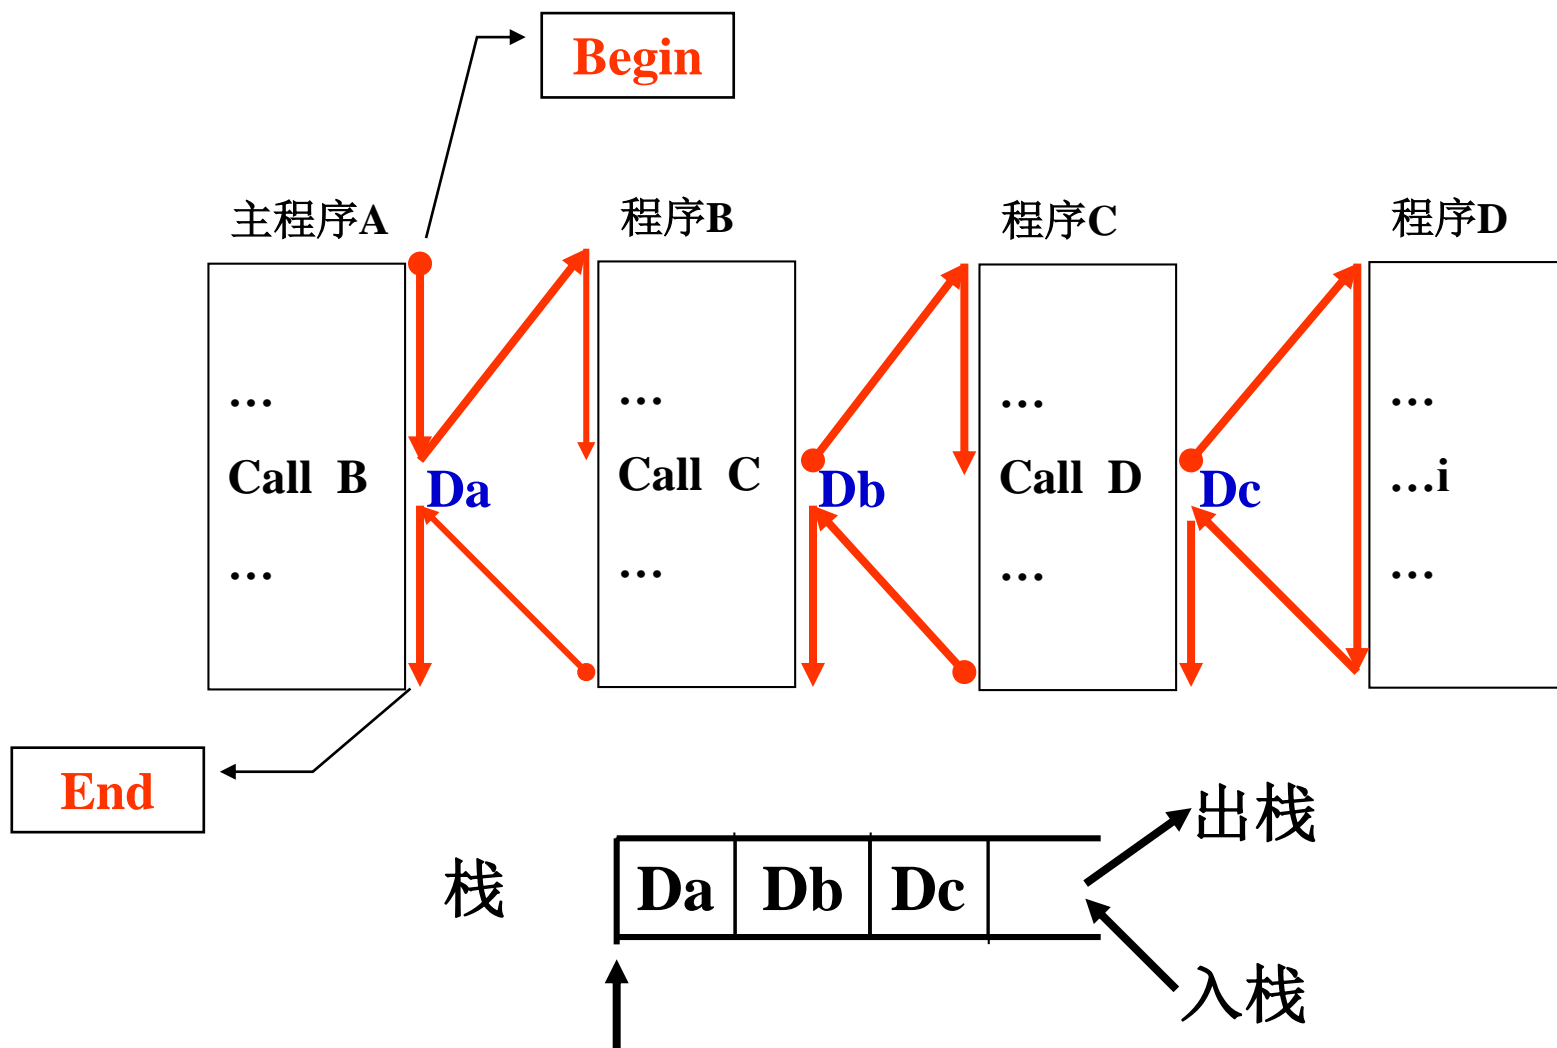 Begin
主程序A
程序B
程序C
程序D
…
Call B
…
Da
…
Call C
…
Db
…
Call D
…
Dc
…
…i
…
End
栈
Da
Db
Dc
出栈
入栈